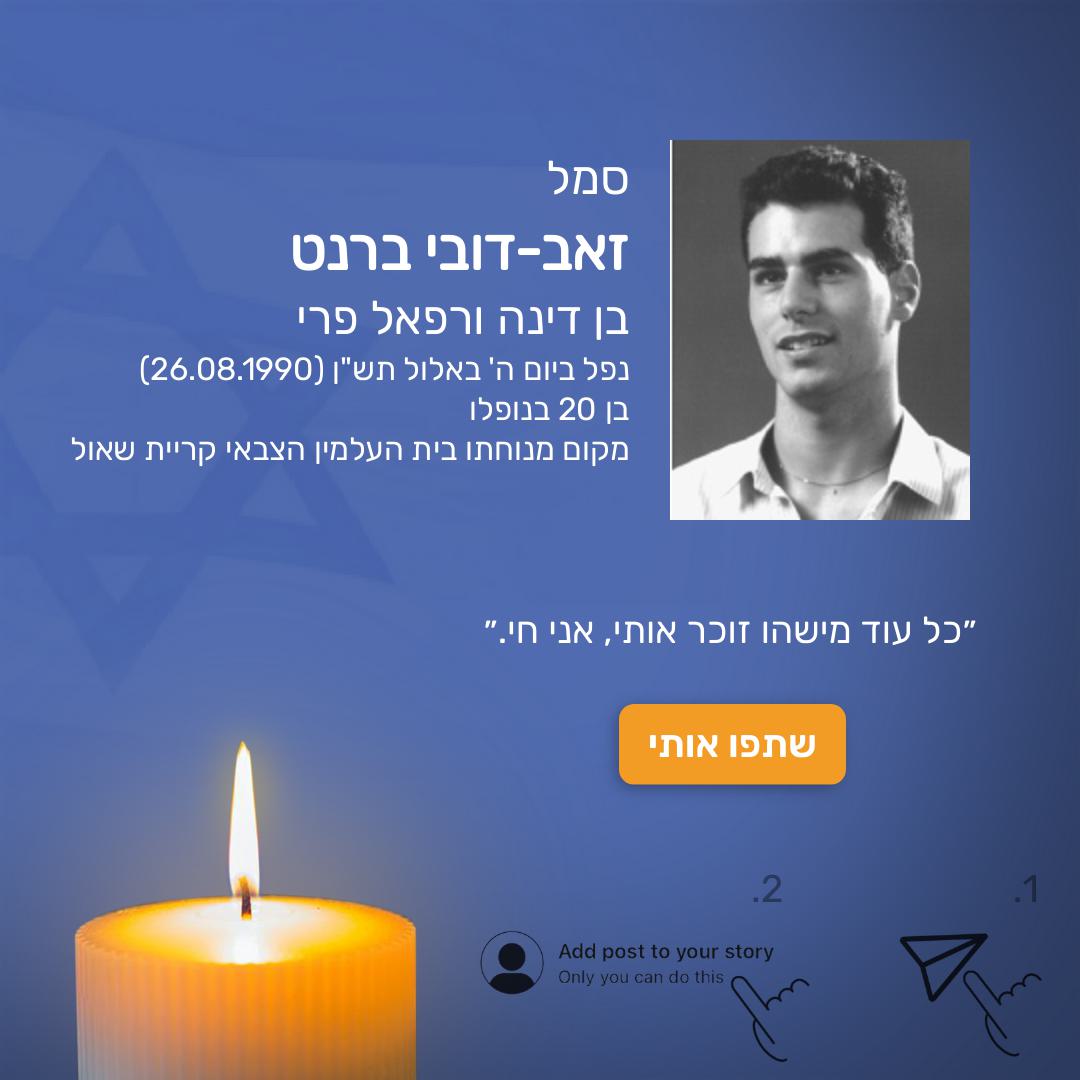 סמל
זאב-דובי ברנט
בן דינה ורפאל פרי
נפל ביום ה' באלול תש"ן (26.08.1990)
בן 20 בנופלו
מקום מנוחתו בית העלמין הצבאי קריית שאול
״כל עוד מישהו זוכר אותי, אני חי.״
שתפו אותי
.1
.2
Add post to your story
Only you can do this